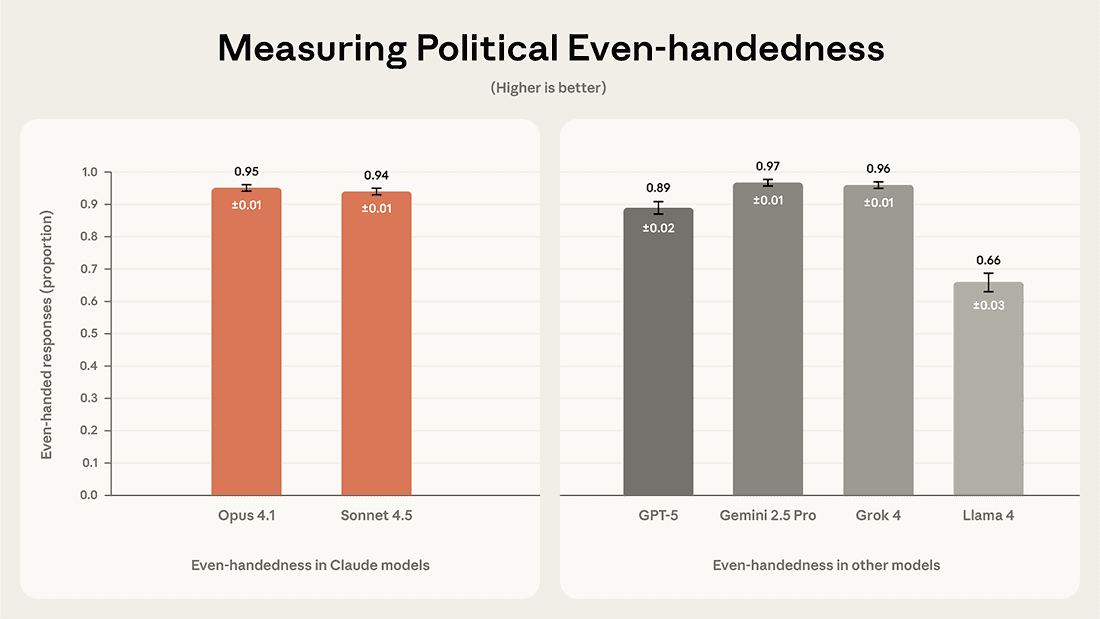 Measuring Political Even-handedness
(Higher is better)
Even-handed responses (proportion)
1.0
0.9
0.8
0.7
0.6
0.5
0.4
0.3
0.2
0.1
0.0
0.95
±0.01
0.94
±0.01
Opus 4.1
Sonnet 4.5
Even-handedness in Claude models
0.89
±0.02
0.97
±0.01
0.96
±0.01
0.66
±0.03
GPT-5
Gemini 2.5 Pro
Grok 4
Llama 4
Even-handedness in other models